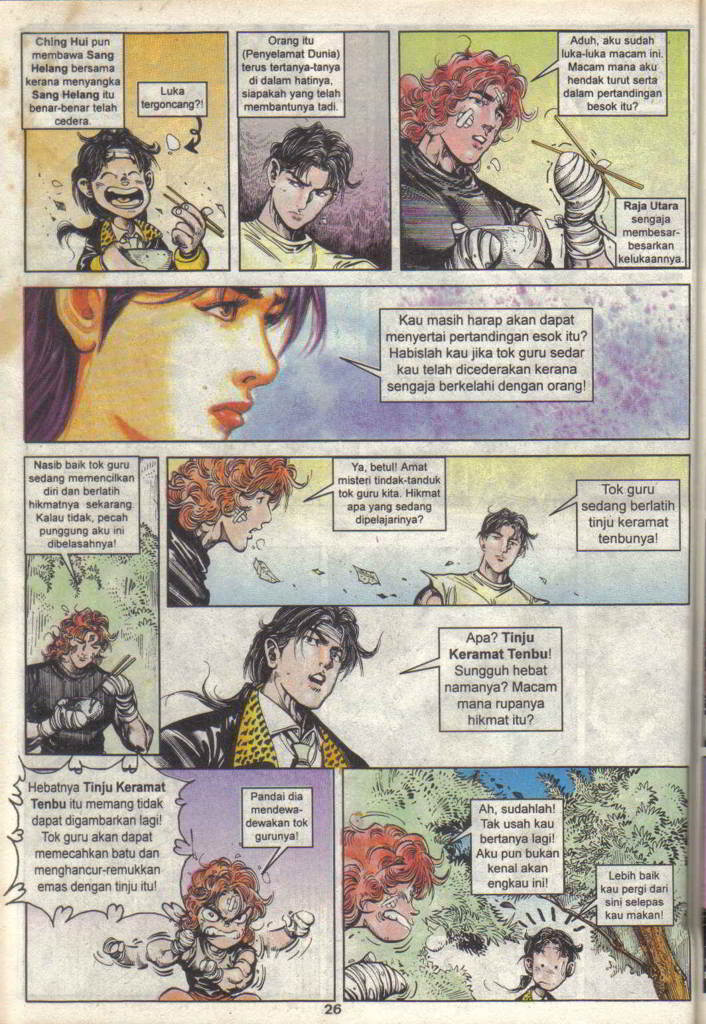 Ching Hui pun
membawa Sang
Helang bersama
kerana menyangka
Sang Helang itu
benar-benar telah
cedera.
Luka
tergoncang?!
Orang itu
(Penyelamat Dunia)
terus tertanya-tanya
di dalam hatinya,
siapakah yang telah
membantunya tadi.
Aduh, aku sudah
luka-luka macam ini.
Macam mana aku
hendak turut serta
dalam pertandingan
besok itu?
Raja Utara
sengaja
membesar-
besarkan
kelukaannya.
Kau masih harap akan dapat
menyertai pertandingan esok itu?
Habislah kau jika tok guru sedar
kau telah dicederakan kerana
sengaja berkelahi dengan orang!
Nasib baik tok guru
sedang memencilkan
diri dan berlatih
hikmatnya sekarang.
Kalau tidak, pecah
punggung aku ini
dibelasahnya!
Ya, betul! Amat
misteri tindak-tanduk
tok guru kita. Hikmat
apa yang sedang
dipelajarinya?
Tok guru
sedang berlatih
tinju keramat
tenbunya!
Apa? Tinju
Keramat Tenbu!
Sungguh hebat
namanya? Macam
mana rupanya
hikmat itu?
Hebatnya Tinju Keramat
Tenbu itu memang tidak
dapat digambarkan lagi!
Tok guru akan dapat
memecahkan batu dan
menghancur-remukkan
emas dengan tinju itu!
Pandai dia
mendewa-
dewakan tok
gurunya!
Ah, sudahlah!
Tak usah kau
bertanya lagi!
Aku pun bukan
kenal akan
engkau ini!
Lebih baik
kau pergi dari
sini selepas
kau makan!
26